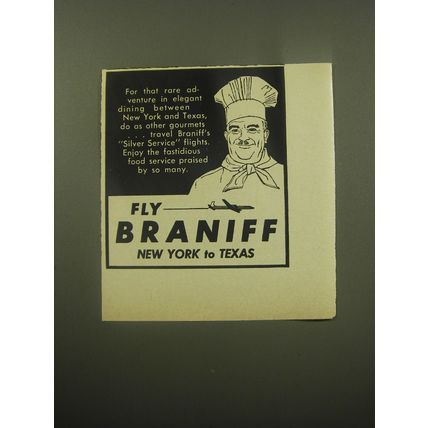 For that rare ad-
venture in elegant
dining between
New York and Texas,
do as other gourmets
. . . travel Braniff's
"Silver Service" flights.
Enjoy the fastidious
food service praised
by so many.
FLY
BRANIFF
NEW YORK to TEXAS